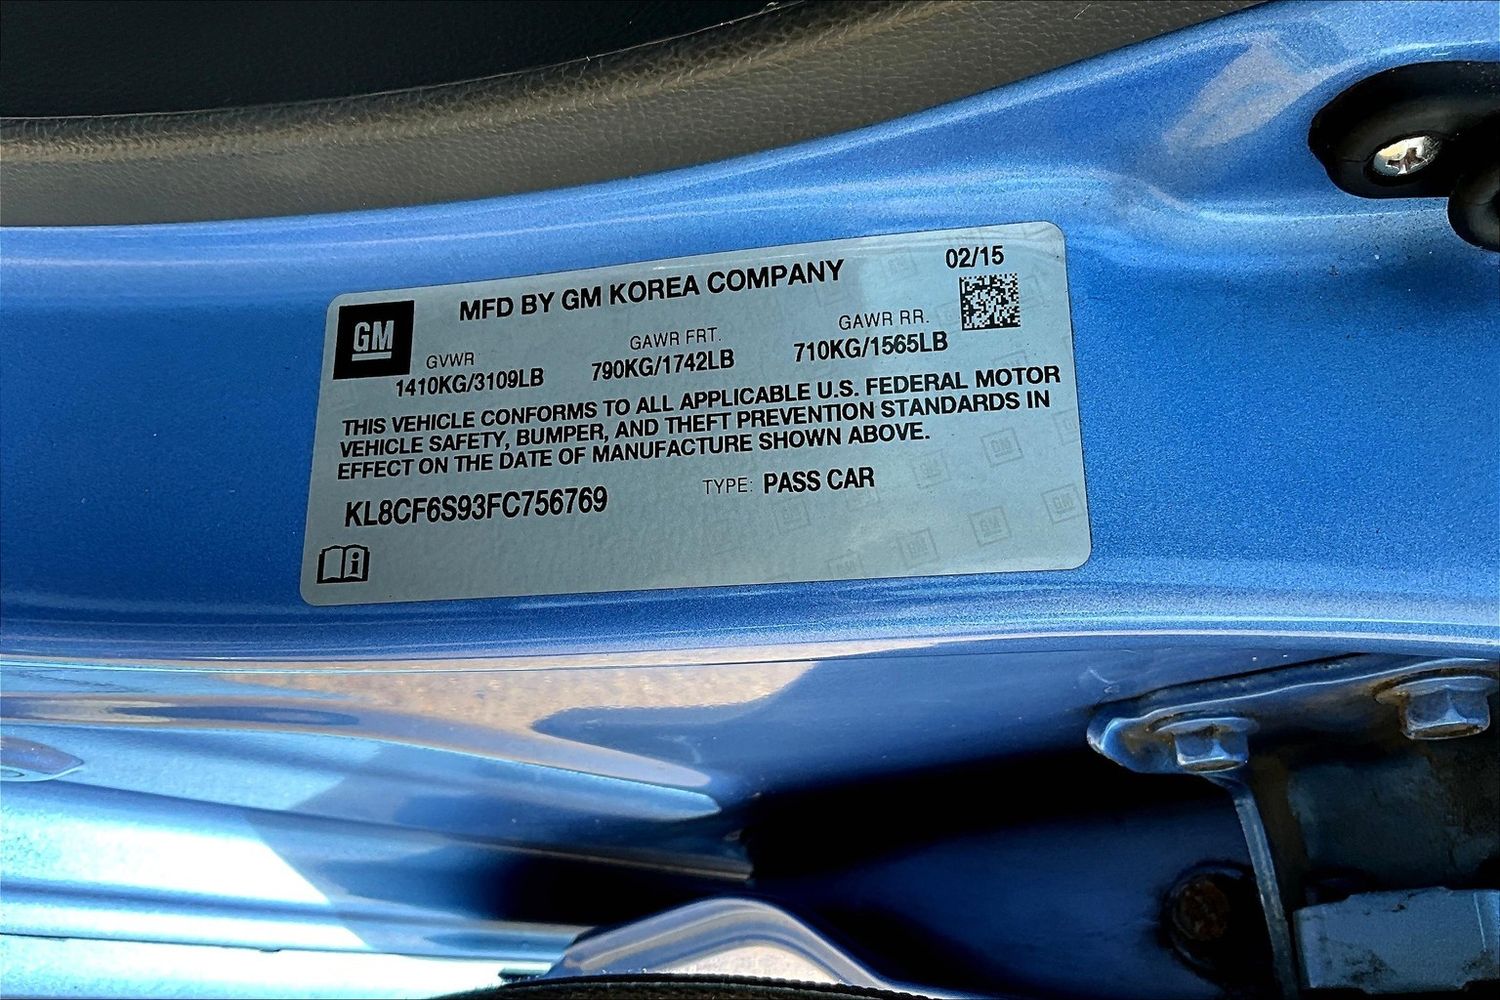 MFD BY GM KOREA COMPANY
02/15
GM
GVWR
1410KG/3109LB
GAWR FRT.
790KG/1742LB
GAWR RR.
710KG/1565LB
THIS VEHICLE CONFORMS TO ALL APPLICABLE U.S. FEDERAL MOTOR
VEHICLE SAFETY, BUMPER, AND THEFT PREVENTION STANDARDS IN
EFFECT ON THE DATE OF MANUFACTURE SHOWN ABOVE.
KL8CF6S93FC756769
TYPE: PASS CAR